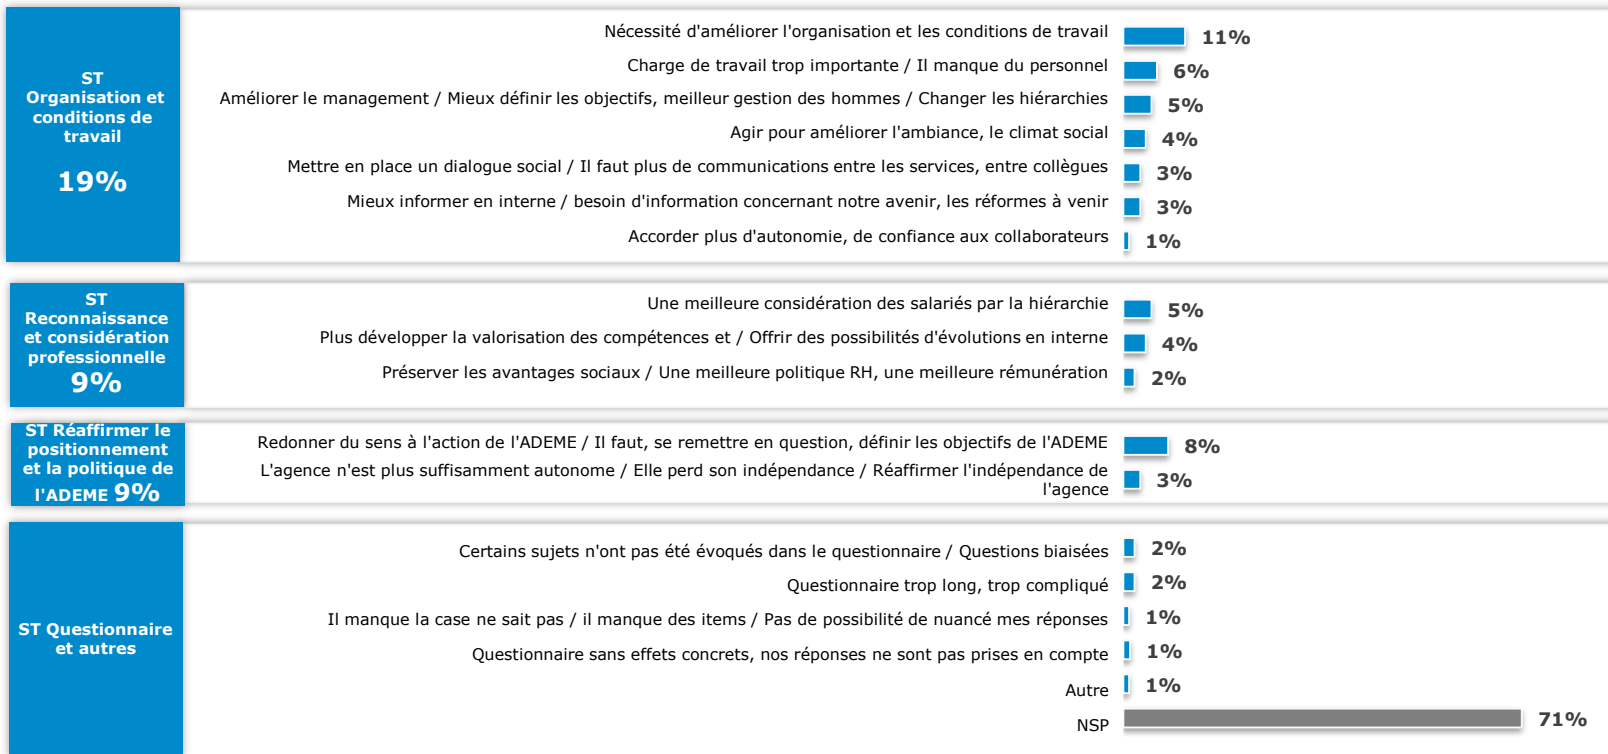 ST
Organisation et
conditions de
travail
19%
Nécessité d'améliorer l'organisation et les conditions de travail 11%
Charge de travail trop importante / Il manque du personnel 6%
Améliorer le management / Mieux définir les objectifs, meilleur gestion des hommes / Changer les hiérarchies 5%
Agir pour améliorer l'ambiance, le climat social 4%
Mettre en place un dialogue social / Il faut plus de communications entre les services, entre collègues 3%
Mieux informer en interne / besoin d'information concernant notre avenir, les réformes à venir 3%
Accorder plus d'autonomie, de confiance aux collaborateurs 1%
ST
Reconnaissance
et considération
professionnelle
9%
Une meilleure considération des salariés par la hiérarchie 5%
Plus développer la valorisation des compétences et / Offrir des possibilités d'évolutions en interne 4%
Préserver les avantages sociaux / Une meilleure politique RH, une meilleure rémunération 2%
ST Réaffirmer le
positionnement
et la politique de
l'ADEME 9%
Redonner du sens à l'action de l'ADEME / Il faut, se remettre en question, définir les objectifs de l'ADEME 8%
L'agence n'est plus suffisamment autonome / Elle perd son indépendance / Réaffirmer l'indépendance de
l'agence 3%
ST Questionnaire
et autres
Certains sujets n'ont pas été évoqués dans le questionnaire / Questions biaisées 2%
Questionnaire trop long, trop compliqué 2%
Il manque la case ne sait pas / il manque des items / Pas de possibilité de nuancé mes réponses 1%
Questionnaire sans effets concrets, nos réponses ne sont pas prises en compte 1%
Autre 1%
NSP 71%